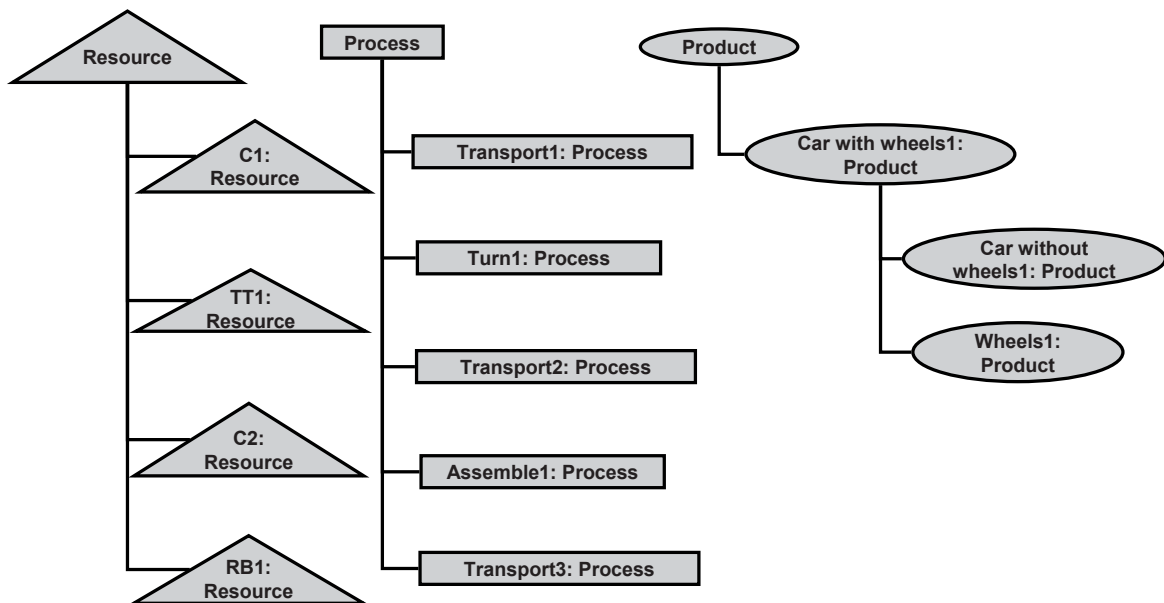 Resource
C1:
Resource
TT1:
Resource
C2:
Resource
RB1:
Resource
Process
Transport1: Process
Turn1: Process
Transport2: Process
Assemble1: Process
Transport3: Process
Product
Car with wheels1:
Product
Car without
wheels1: Product
Wheels1:
Product